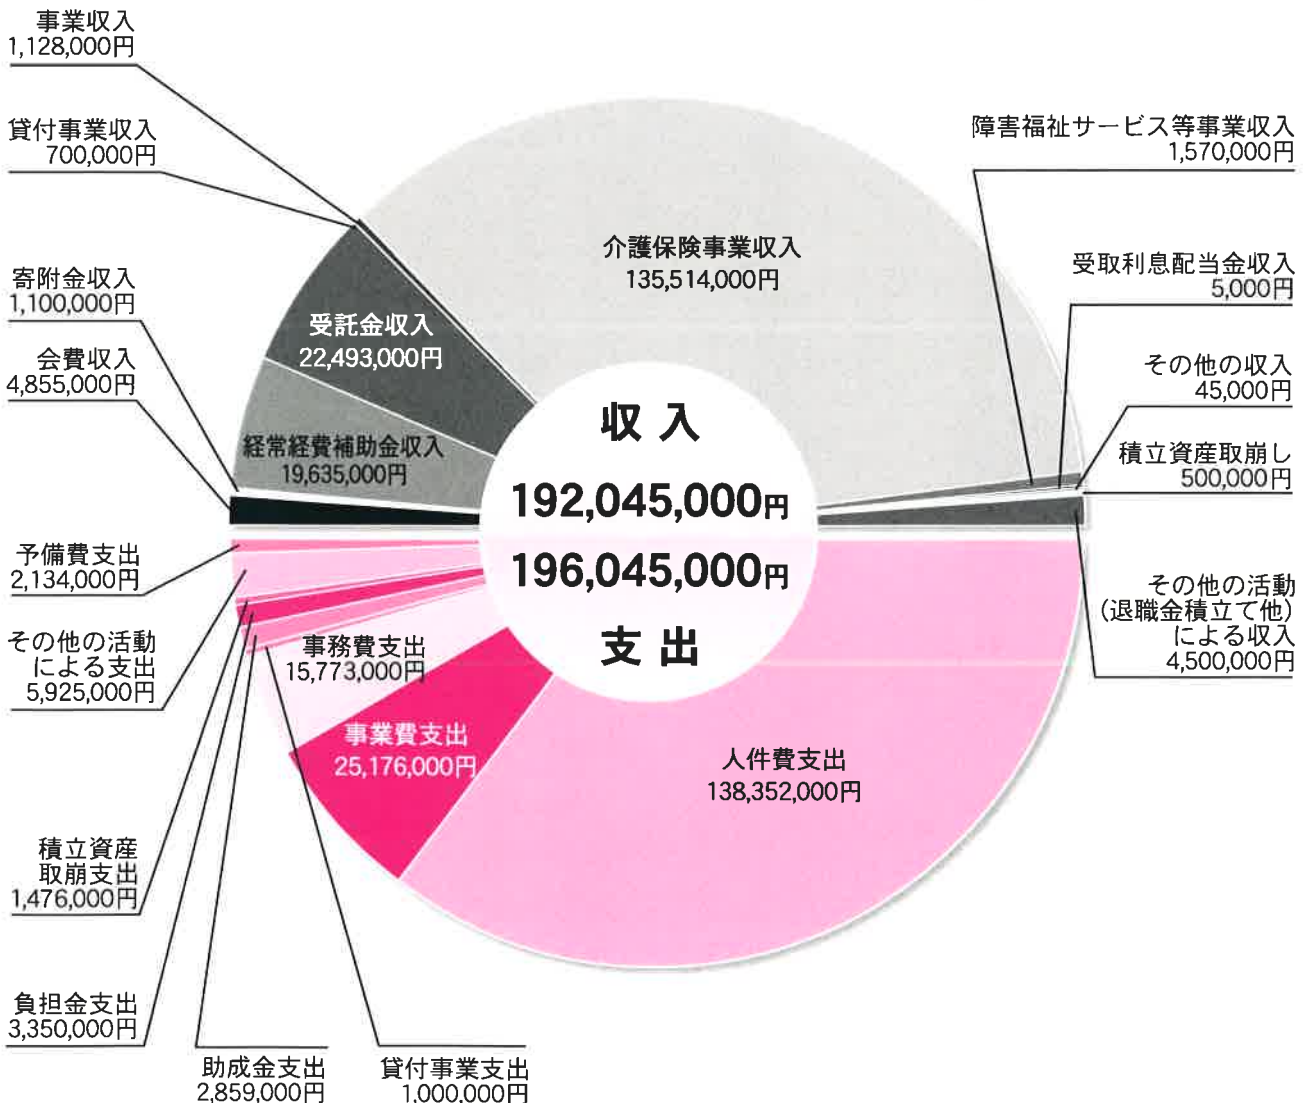 事業収入
1,128,000円
貸付事業収入
700,000円
寄附金収入
1,100,000円
会費収入
4,855,000円
受託金収入
22,493,000円
経常経費補助金収入
19,635,000円
介護保険事業収入
135,514,000円
障害福祉サービス等事業収入
1,570,000円
受取利息配当金収入
5,000円
その他の収入
45,000円
積立資産取崩し
500,000円
その他の活動
(退職金積立て他)
による収入
4,500,000円
収入
192,045,000円
196,045,000円
支出
予備費支出
2,134,000円
その他の活動
による支出
5,925,000円
積立資産
取崩支出
1,476,000円
負担金支出
3,350,000円
助成金支出
2,859,000円
貸付事業支出
1,000,000円
事務費支出
15,773,000円
事業費支出
25,176,000円
人件費支出
138,352,000円